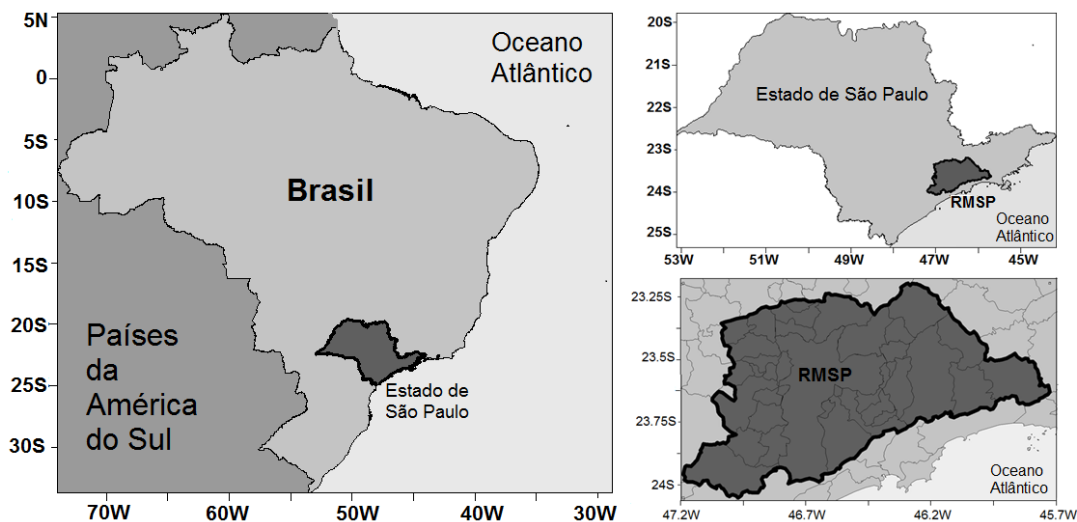 5N
0
5S
10S
15S
20S
25S
30S
70W
60W
50W
40W
30W
Oceano
Atlântico
Brasil
Países
da
América
do Sul
Estado de
São Paulo
20S
21S
22S
23S
24S
25S
53W
51W
49W
47W
45W
Estado de São Paulo
RMSP
Oceano
Atlântico
23.25S
23.5S
23.75S
24S
47.2W
46.7W
46.2W
45.7W
RMSP
Oceano
Atlântico